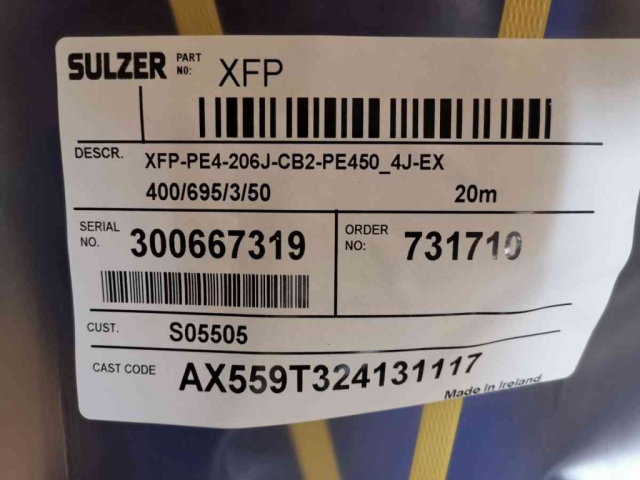 SULZER PART NO: XFP
DESCR. XFP-PE4-206J-CB2-PE450_4J-EX
400/695/3/50 20m
SERIAL NO. 300667319 ORDER NO: 731710
CUST. S05505
CAST CODE AX559T324131117
Made in Ireland